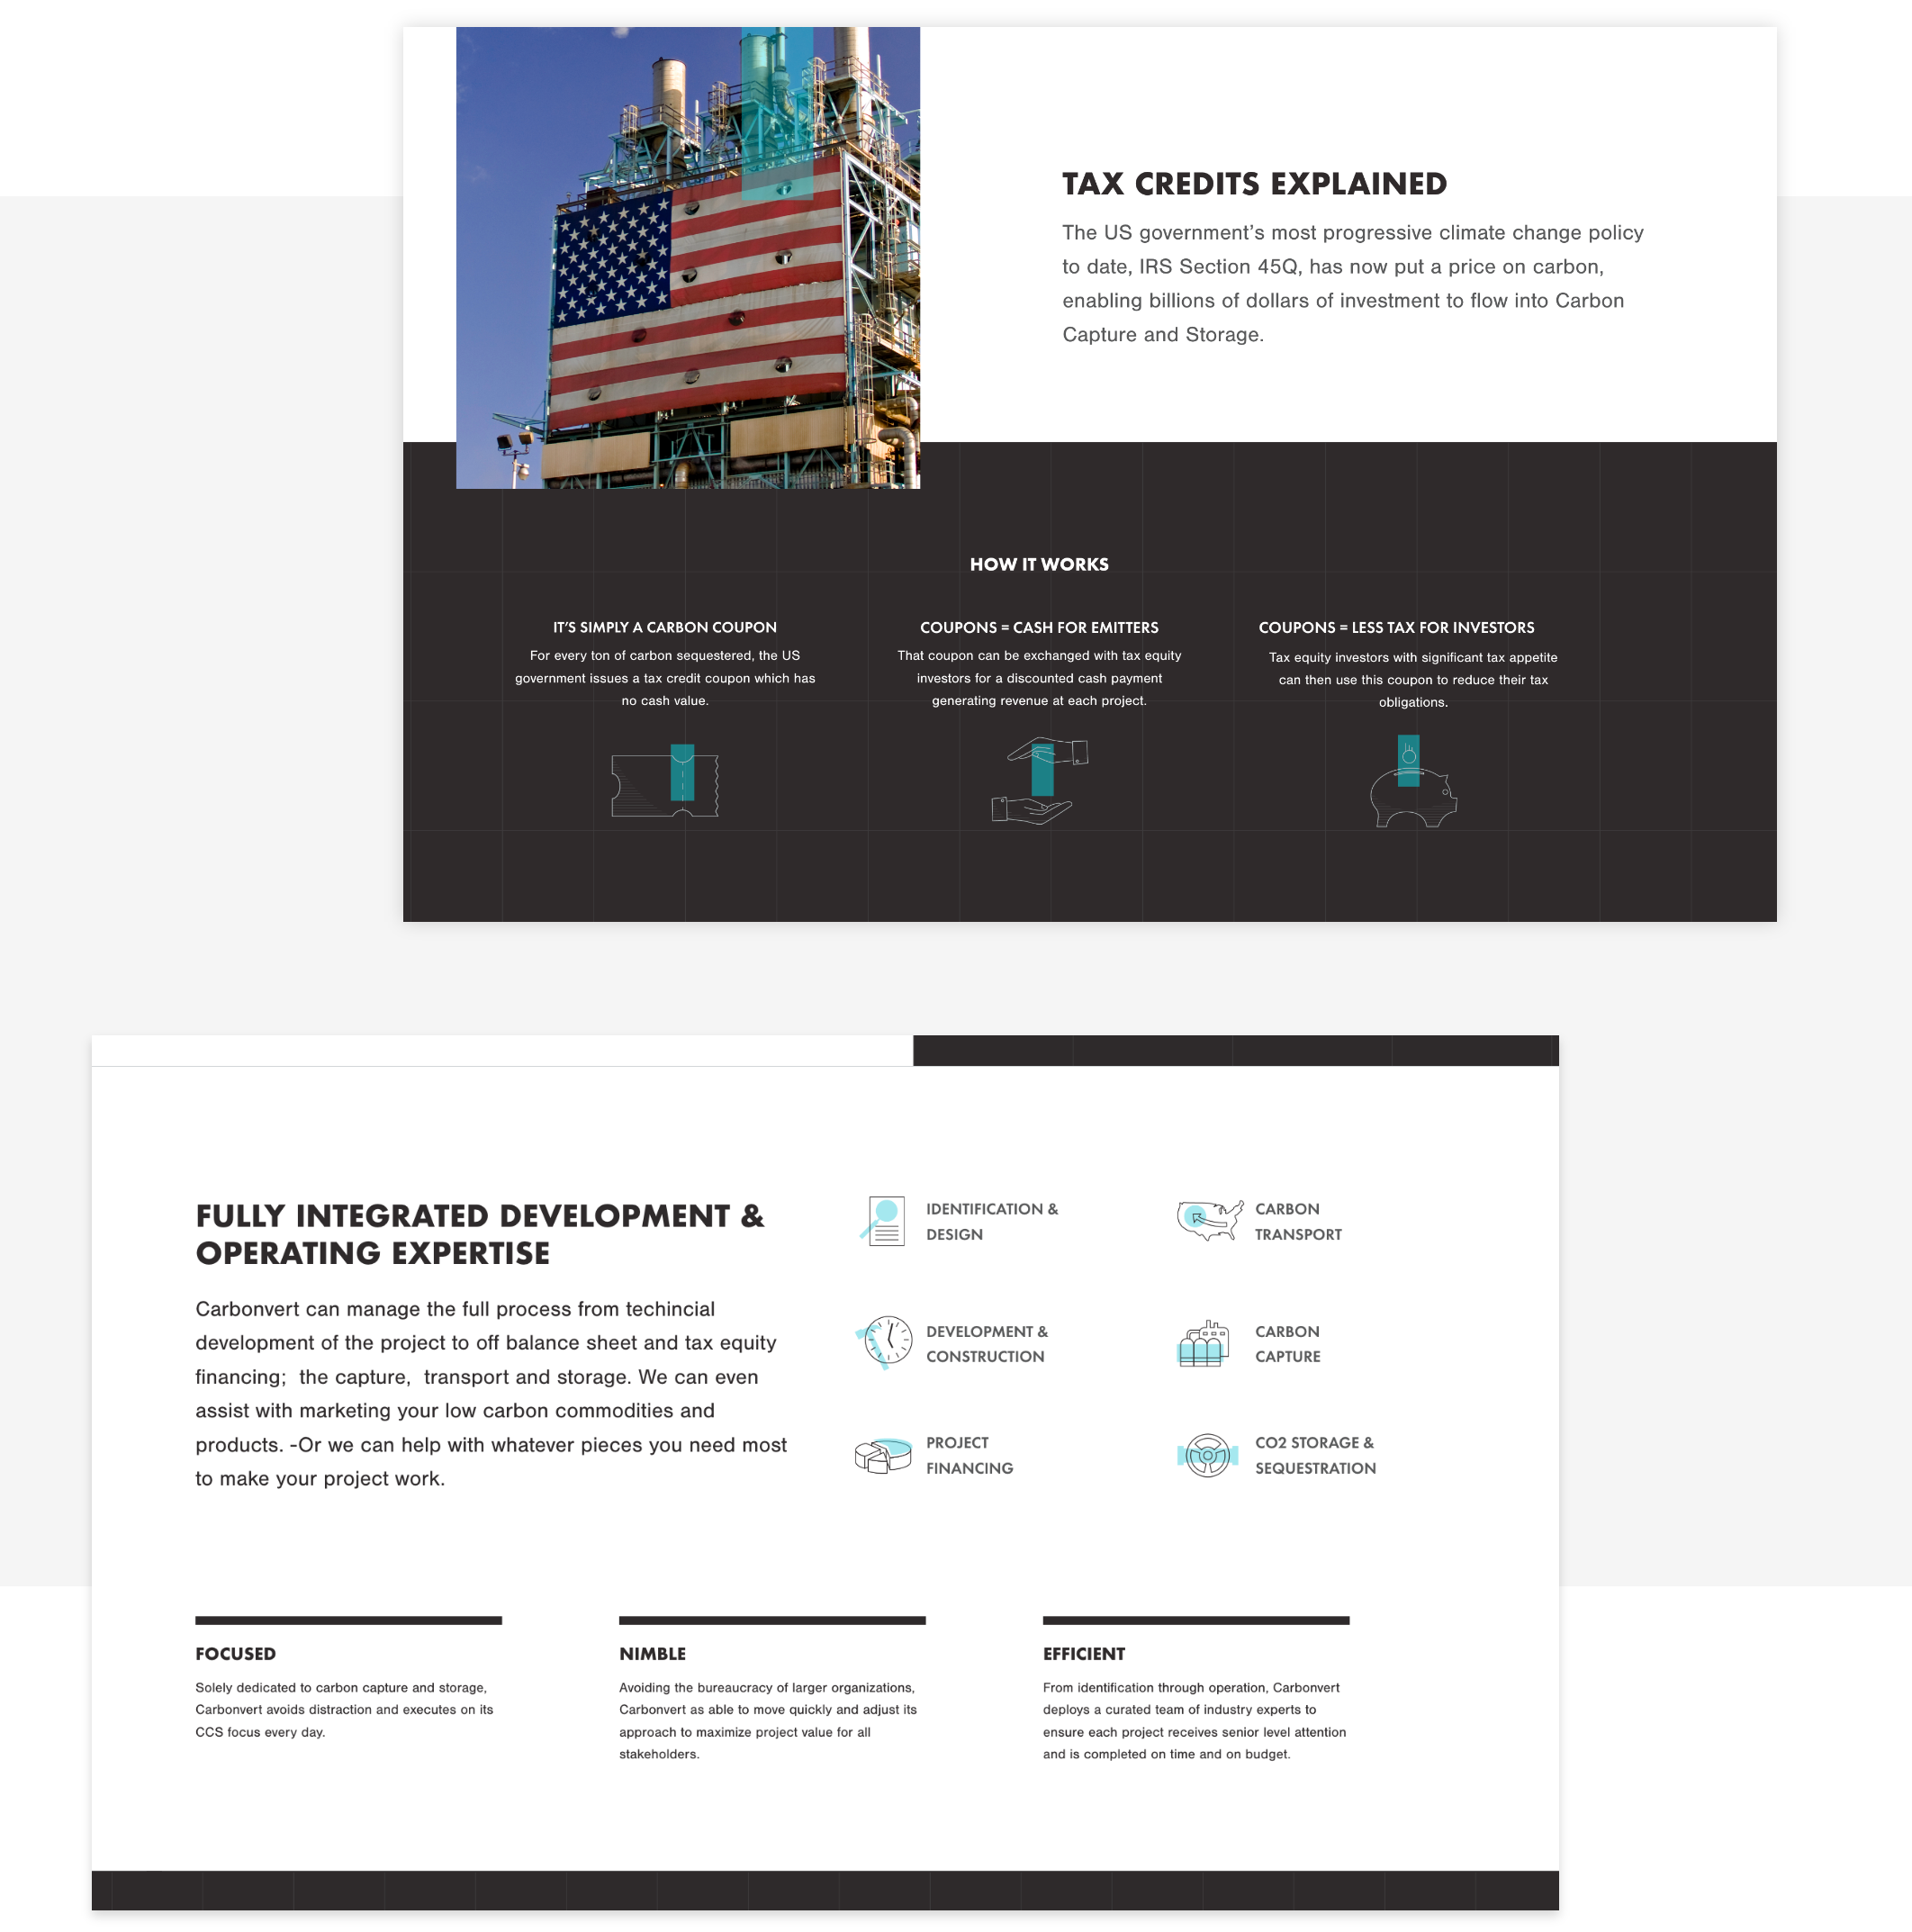 TAX CREDITS EXPLAINED
The US government’s most progressive climate change policy
to date, IRS Section 45Q, has now put a price on carbon,
enabling billions of dollars of investment to flow into Carbon
Capture and Storage.
HOW IT WORKS
IT’S SIMPLY A CARBON COUPON
For every ton of carbon sequestered, the US
government issues a tax credit coupon which has
no cash value.
COUPONS = CASH FOR EMITTERS
That coupon can be exchanged with tax equity
investors for a discounted cash payment
generating revenue at each project.
COUPONS = LESS TAX FOR INVESTORS
Tax equity investors with significant tax appetite
can then use this coupon to reduce their tax
obligations.
FULLY INTEGRATED DEVELOPMENT &
OPERATING EXPERTISE
Carbonvert can manage the full process from techincial
development of the project to off balance sheet and tax equity
financing;  the capture,  transport and storage. We can even
assist with marketing your low carbon commodities and
products. -Or we can help with whatever pieces you need most
to make your project work.
IDENTIFICATION &
DESIGN
CARBON
TRANSPORT
DEVELOPMENT &
CONSTRUCTION
CARBON
CAPTURE
PROJECT
FINANCING
CO2 STORAGE &
SEQUESTRATION
FOCUSED
Solely dedicated to carbon capture and storage,
Carbonvert avoids distraction and executes on its
CCS focus every day.
NIMBLE
Avoiding the bureaucracy of larger organizations,
Carbonvert as able to move quickly and adjust its
approach to maximize project value for all
stakeholders.
EFFICIENT
From identification through operation, Carbonvert
deploys a curated team of industry experts to
ensure each project receives senior level attention
and is completed on time and on budget.